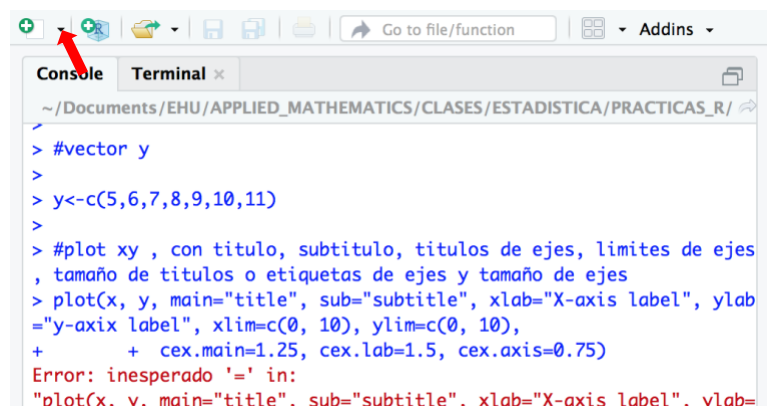 Go to file/function Addins
Console Terminal ×
~/Documents/EHU/APPLIED_MATHEMATICS/CLASES/ESTADISTICA/PRACTICAS_R/
>
> #vector y
>
> y<-c(5,6,7,8,9,10,11)
>
> #plot xy , con titulo, subtitulo, titulos de ejes, limites de ejes
, tamaño de titulos o etiquetas de ejes y tamaño de ejes
> plot(x, y, main="title", sub="subtitle", xlab="X-axis label", ylab
="y-axix label", xlim=c(0, 10), ylim=c(0, 10),
+ + cex.main=1.25, cex.lab=1.5, cex.axis=0.75)
Error: inesperado '=' in:
"plot(x, y, main="title", sub="subtitle", xlab="X-axis label", ylab=